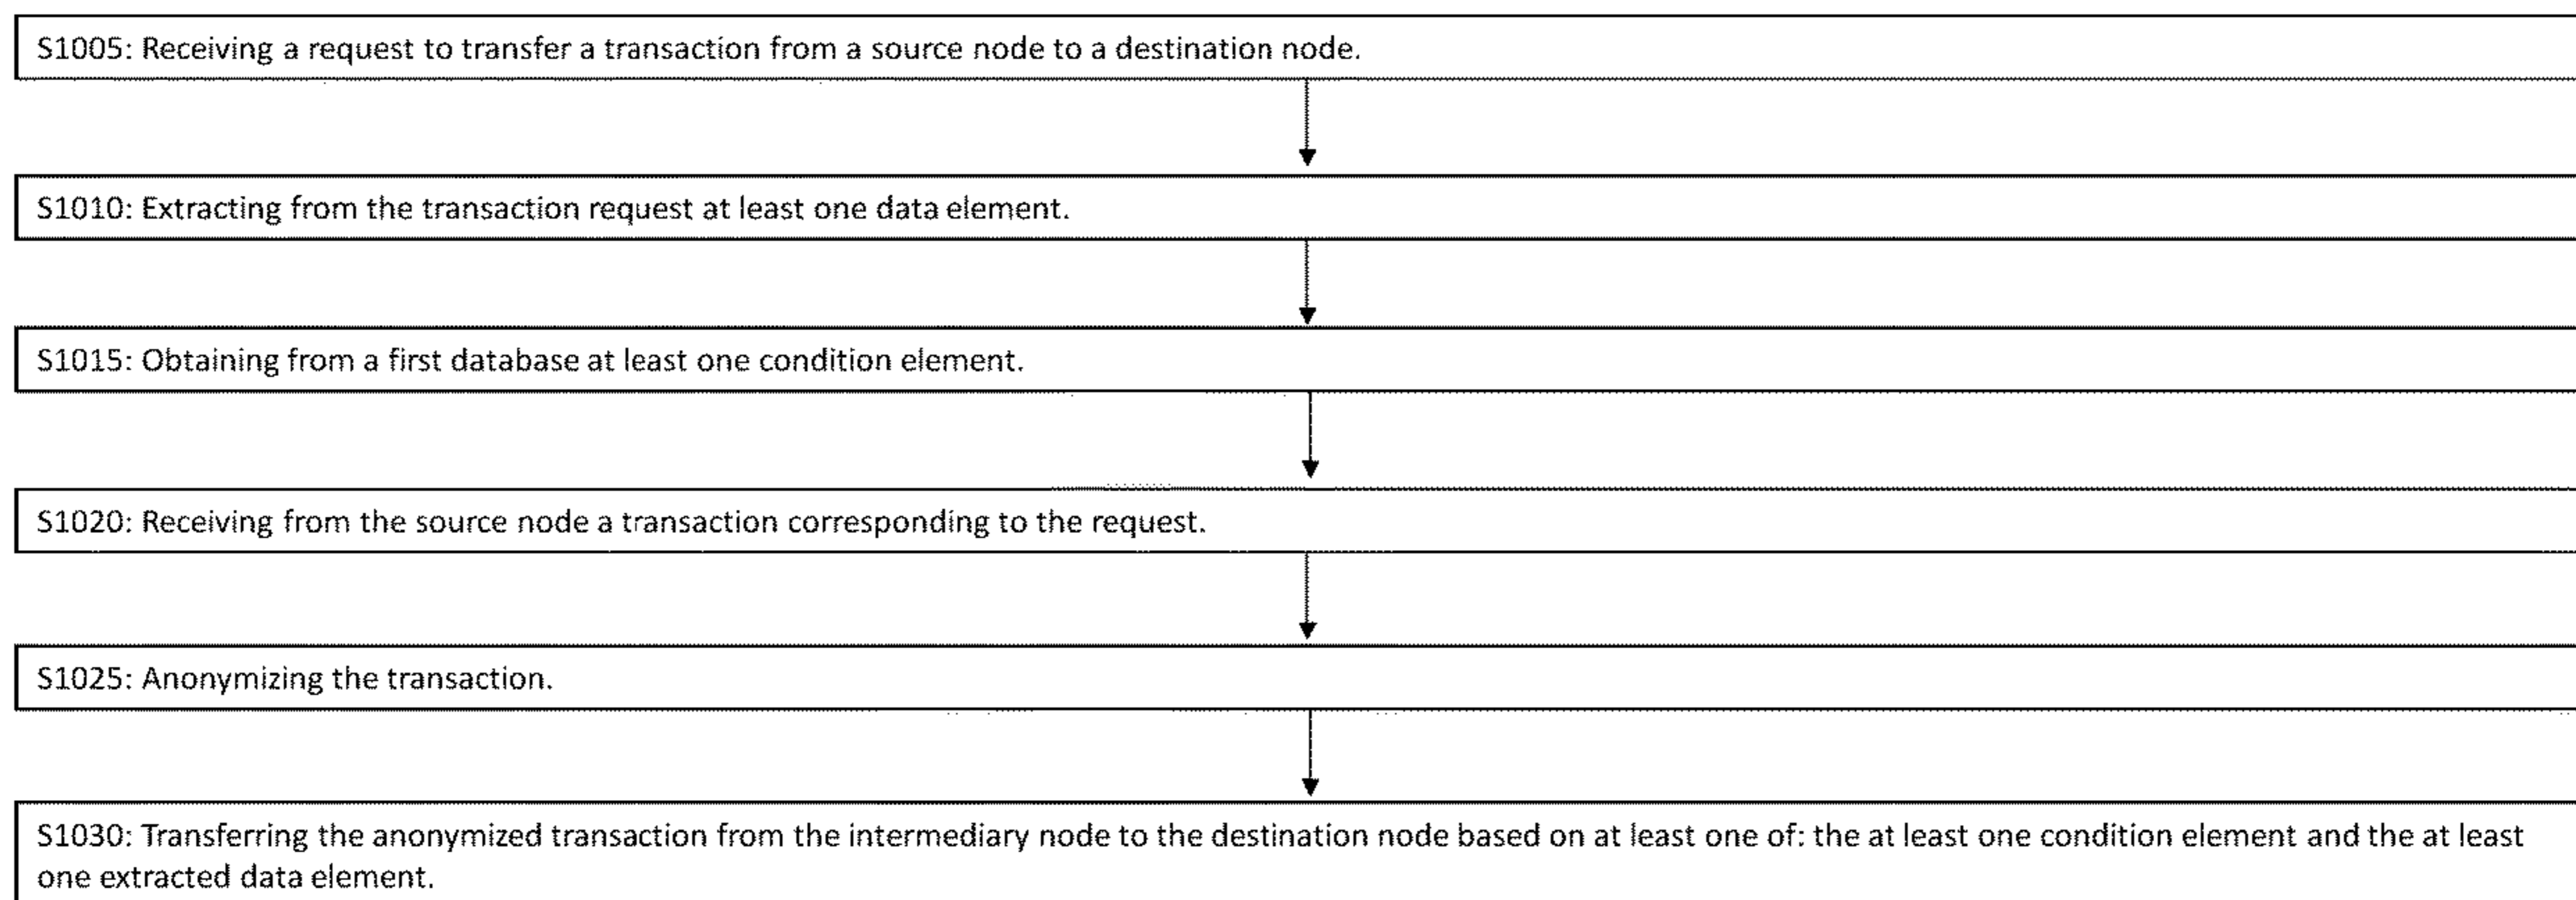 S1005: Receiving a request to transfer a transaction from a source node to a destination node.
S1010: Extracting from the transaction request at least one data element.
S1015: Obtaining from a first database at least one condition element.
S1020: Receiving from the source node a transaction corresponding to the request.
S1025: Anonymizing the transaction.
S1030: Transferring the anonymized transaction from the intermediary node to the destination node based on at least one of: the at least one condition element and the at least
one extracted data element.